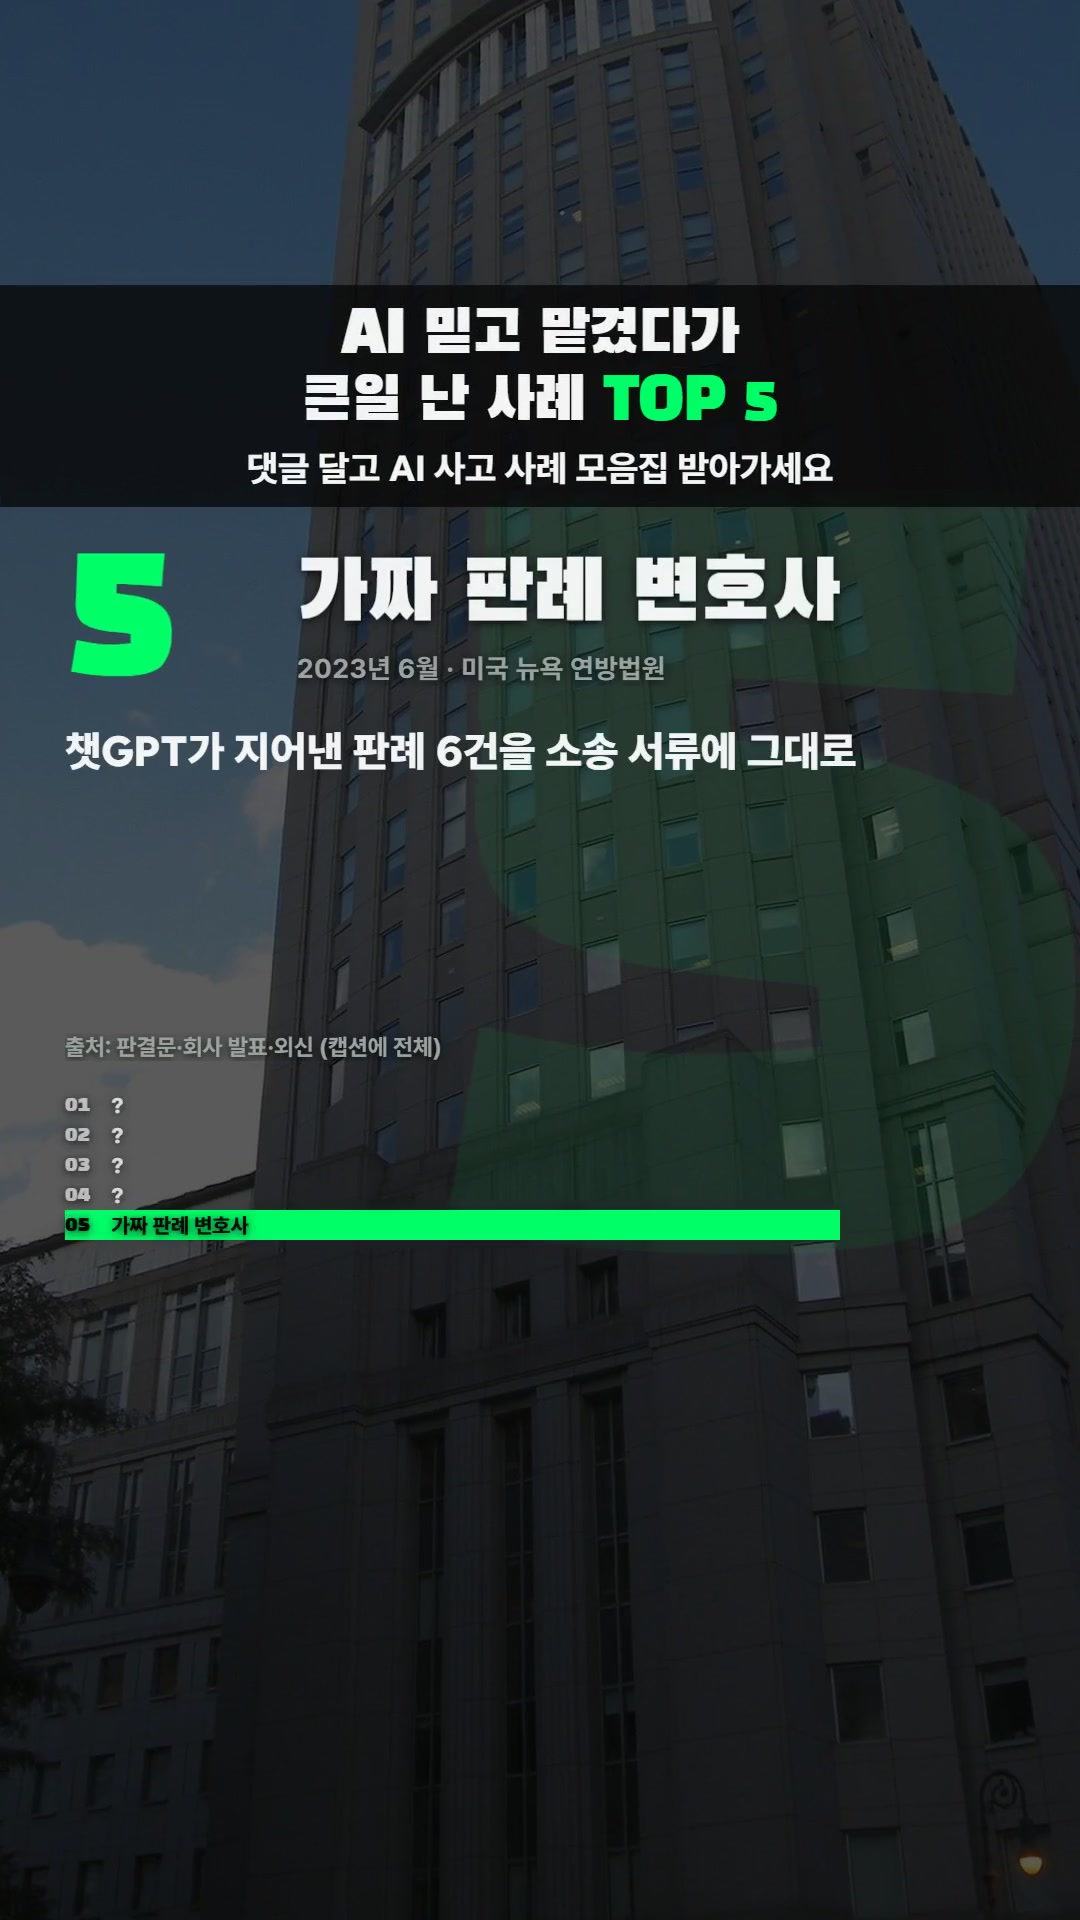 AI 믿고 맡겼다가
큰일 난 사례 TOP 5
댓글 달고 AI 사고 사례 모음집 받아가세요
5 가짜 판례 변호사
2023년 6월 · 미국 뉴욕 연방법원
챗GPT가 지어낸 판례 6건을 소송 서류에 그대로
출처: 판결문·회사 발표·외신 (캡션에 전체)
01 ?
02 ?
03 ?
04 ?
05 가짜 판례 변호사